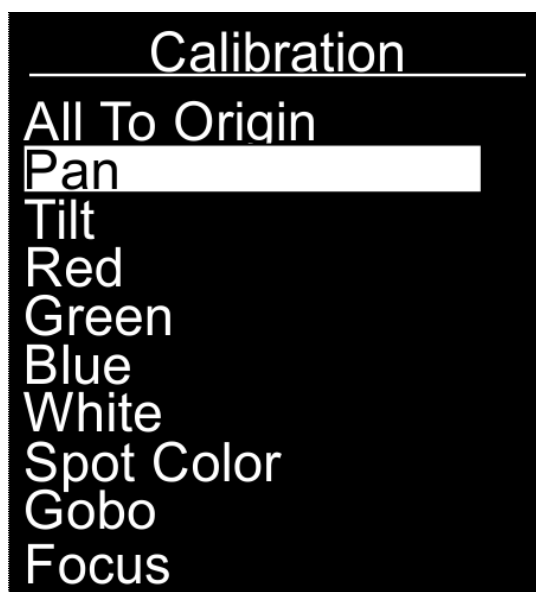 Calibration
All To Origin
Pan
Tilt
Red
Green
Blue
White
Spot Color
Gobo
Focus